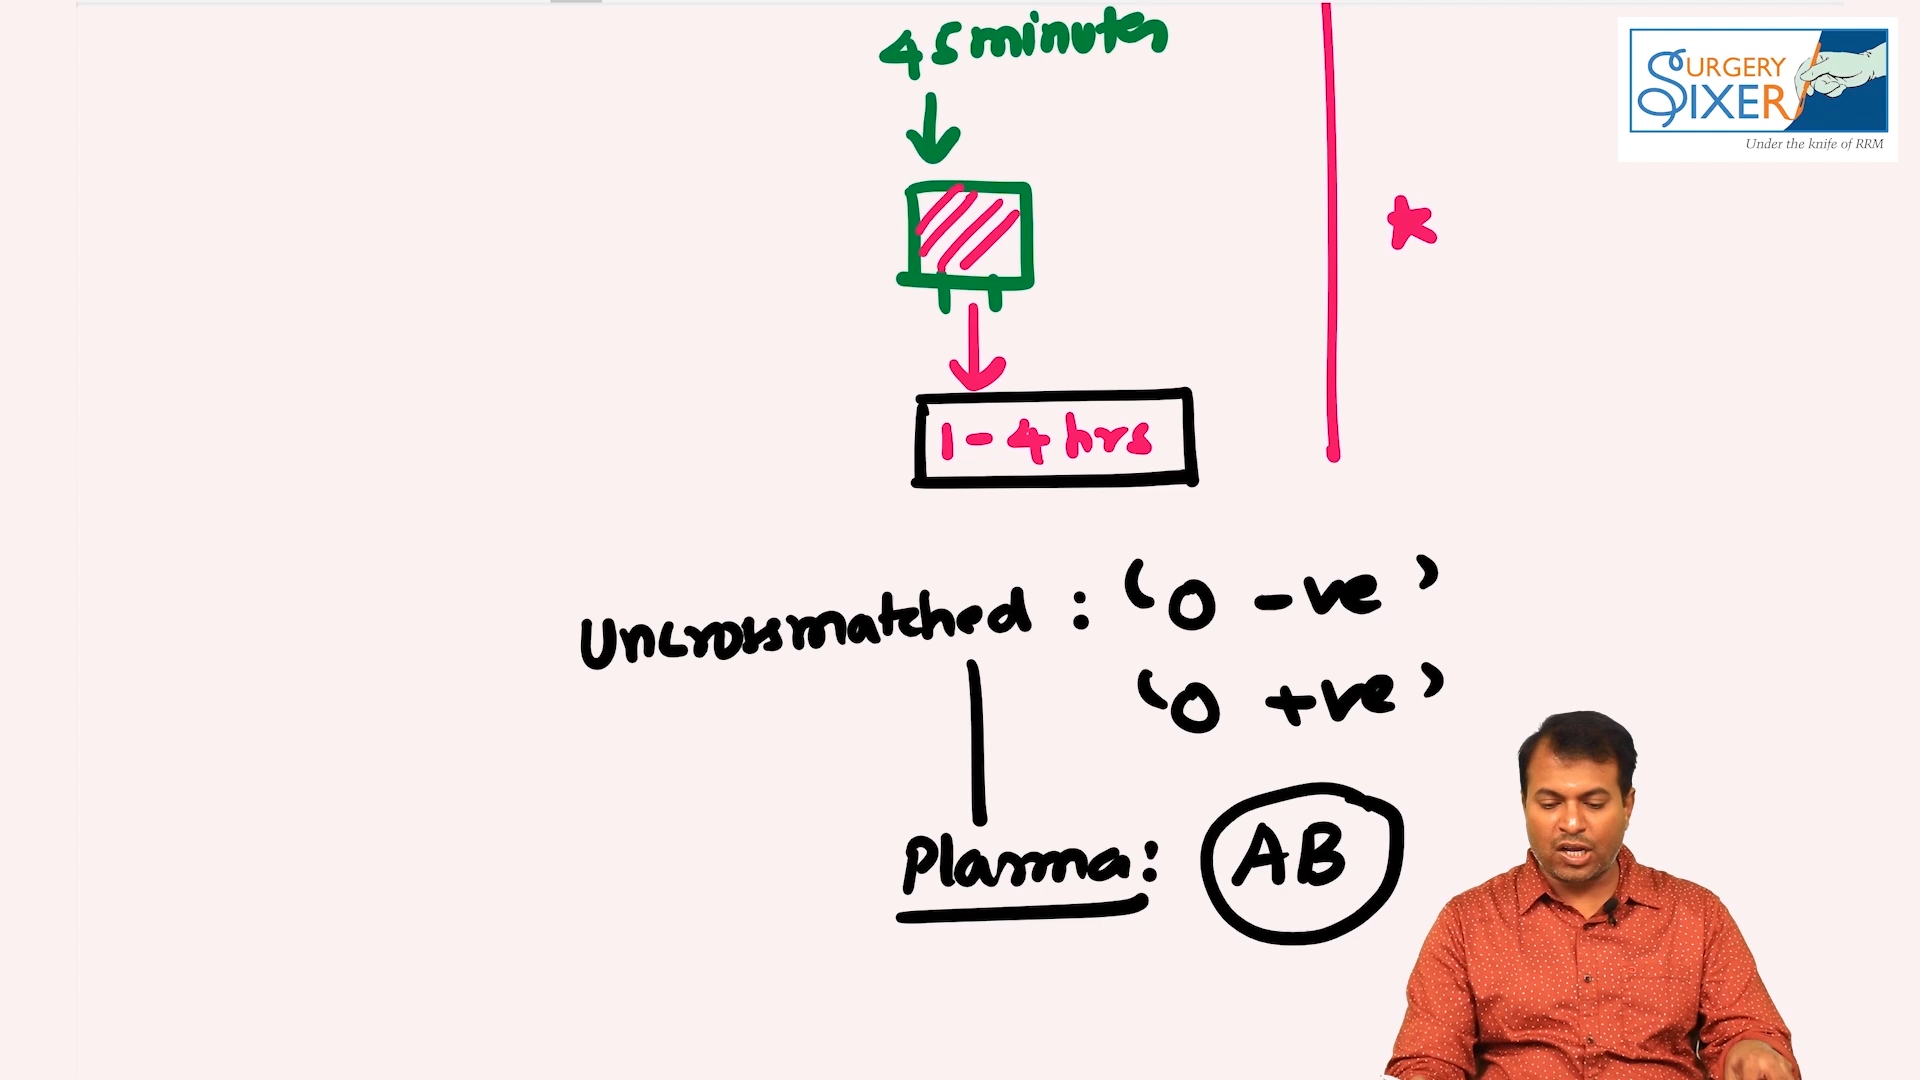 45 minutes
SURGERY
SIXER
Under the knife of RRM
1-4 hrs
Uncrossmatched : 'O -ve'
'O +ve'
Plasma: AB